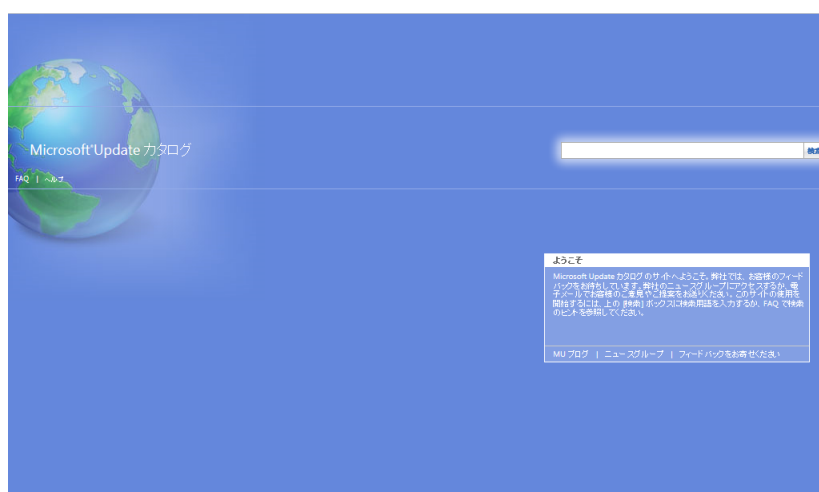 Microsoft® Update カタログ
検索
FAQ | ヘルプ
ようこそ
Microsoft Update カタログ のサイトへようこそ。弊社では、お客様のフィード
バックをお待ちしています。弊社のニュースグループにアクセスするか、電
子メールでお客様のご意見やご提案をお送りください。このサイトの使用を
開始するには、上の [検索] ボックスに検索用語を入力するか、FAQ で検索
のヒントを参照してください。
MU ブログ | ニュースグループ | フィードバックをお寄せください